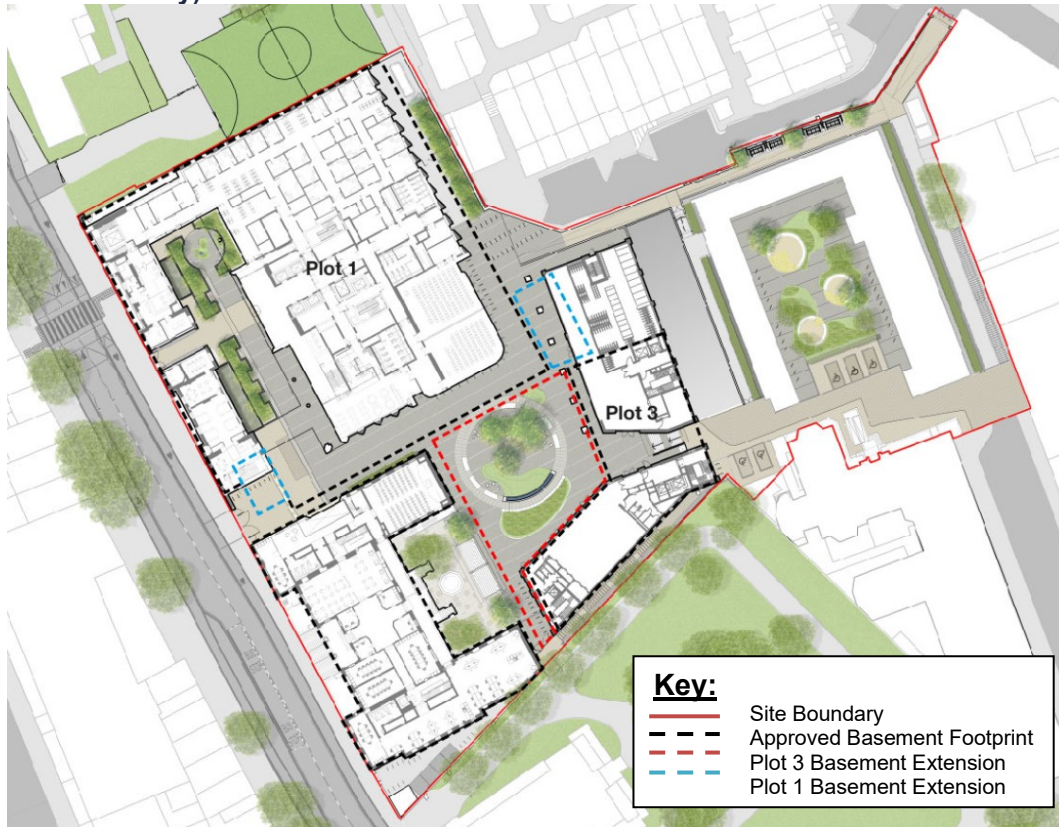 y)
Plot 1
Plot 3
Key:
Site Boundary
Approved Basement Footprint
Plot 3 Basement Extension
Plot 1 Basement Extension